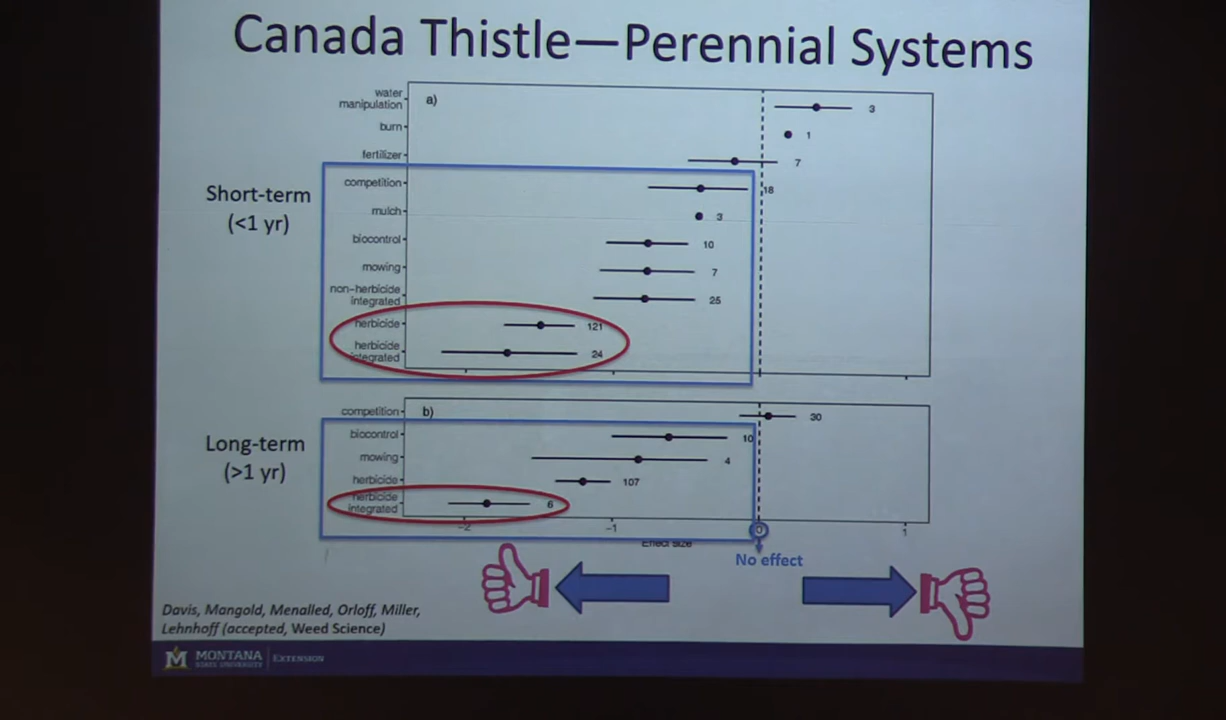 Canada Thistle—Perennial Systems
a)
water
manipulation
3
burn
1
fertilizer
7
Short-term
(<1 yr)
competition
18
mulch
3
biocontrol
10
mowing
7
non-herbicide
integrated
25
herbicide
121
herbicide
integrated
24
b)
competition
30
Long-term
(>1 yr)
biocontrol
10
mowing
4
herbicide
107
herbicide
integrated
6
-2
-1
0
1
Effect size
No effect
Davis, Mangold, Menalled, Orloff, Miller,
Lehnhoff (accepted, Weed Science)
M MONTANA
STATE UNIVERSITY
EXTENSION